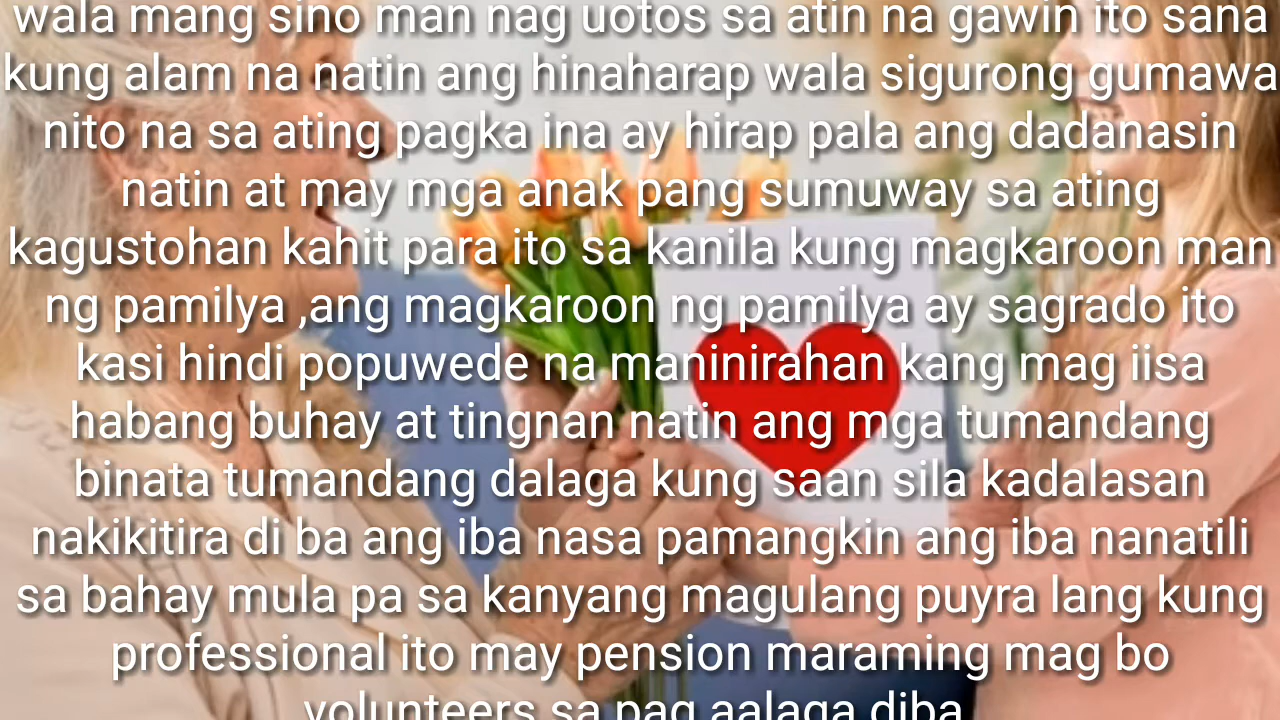 wala mang sino man nag uotos sa atin na gawin ito sana
kung alam na natin ang hinaharap wala sigurong gumawa
nito na sa ating pagka ina ay hirap pala ang dadanasin
natin at may mga anak pang sumuway sa ating
kagustohan kahit para ito sa kanila kung magkaroon man
ng pamilya ,ang magkaroon ng pamilya ay sagrado ito
kasi hindi popuwede na maninirahan kang mag iisa
habang buhay at tingnan natin ang mga tumandang
binata tumandang dalaga kung saan sila kadalasan
nakikitira di ba ang iba nasa pamangkin ang iba nanatili
sa bahay mula pa sa kanyang magulang puyra lang kung
professional ito may pension maraming mag bo
volunteers sa pag aalaga diba